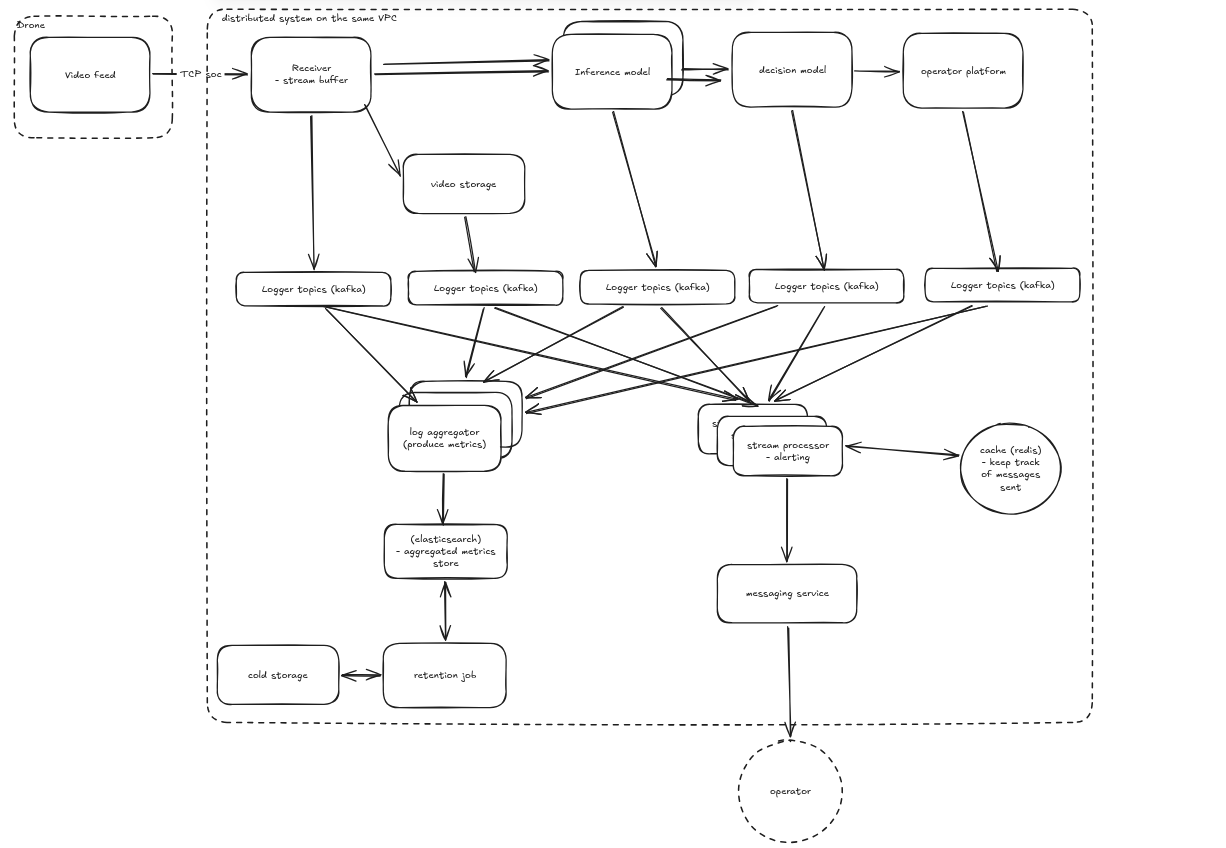 distributed system on the same VPC
Drone
Video feed
TCP soc
Receiver
- stream buffer
Inference model
decision model
operator platform
video storage
Logger topics (kafka)
Logger topics (kafka)
Logger topics (kafka)
Logger topics (kafka)
Logger topics (kafka)
log aggregator
(produce metrics)
stream processor
- alerting
cache (redis)
- keep track
of messages
sent
(elasticsearch)
- aggregated metrics
store
messaging service
cold storage
retention job
operator